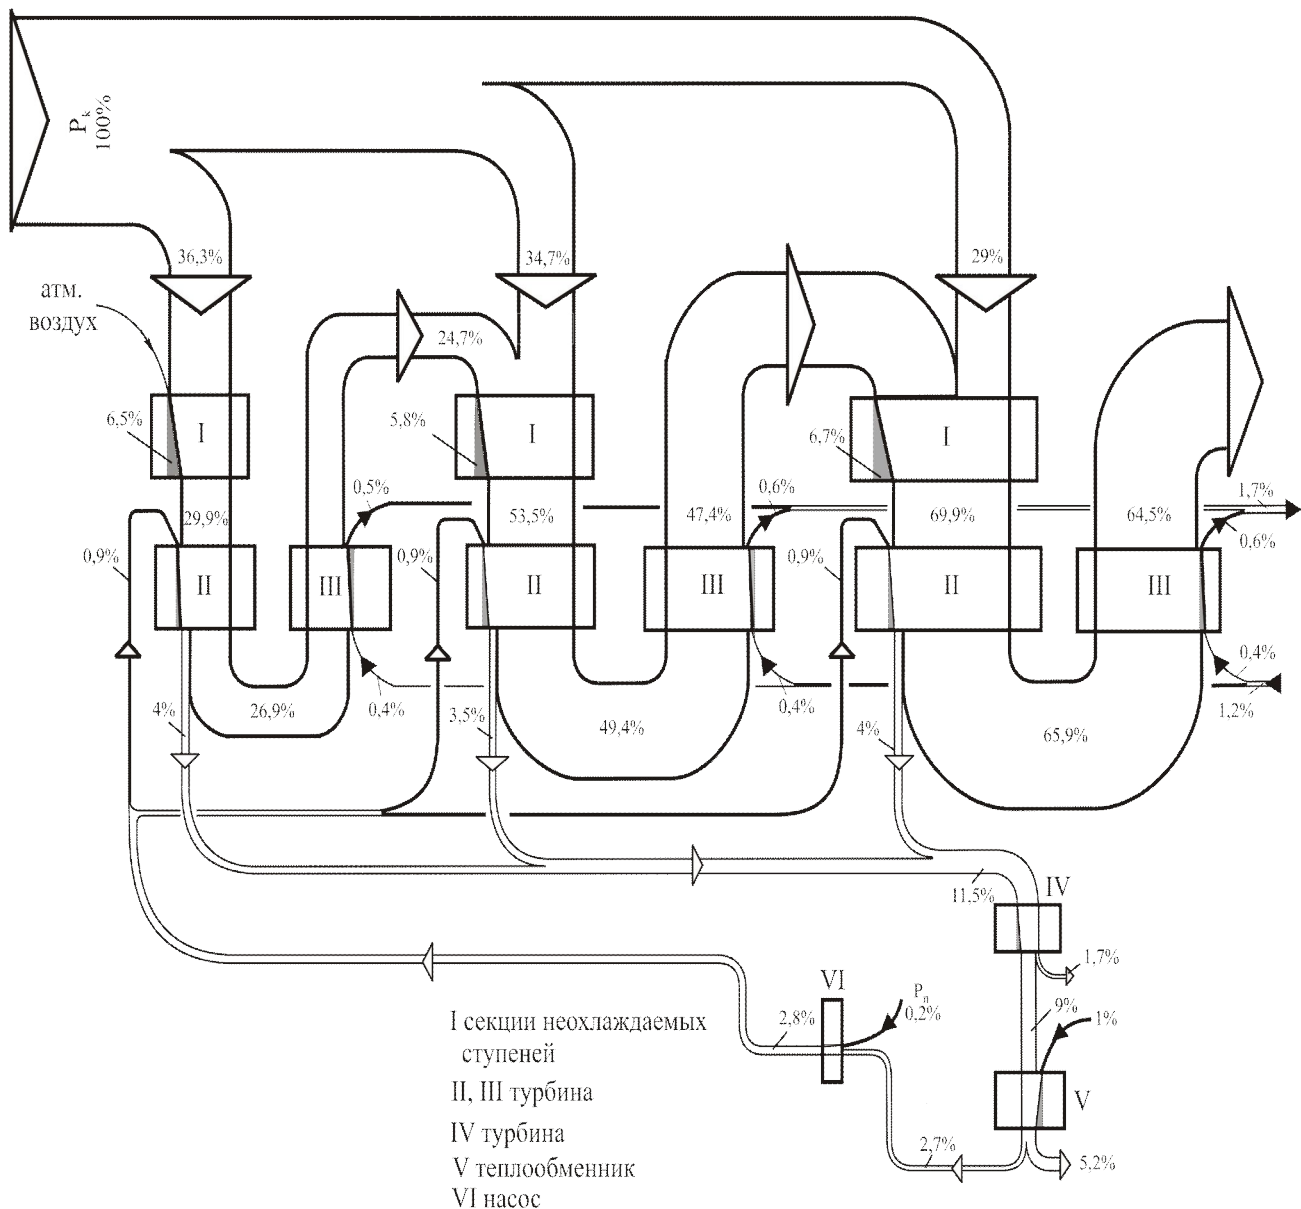 P k
100%
36,3%
34,7%
29%
атм.
воздух
24,7%
6,5%
I
5,8%
I
6,7%
I
0,5%
0,6%
1,7%
29,9%
53,5%
47,4%
69,9%
64,5%
0,6%
0,9%
0,9%
0,9%
II
III
II
III
II
III
0,4%
4%
26,9%
0,4%
3,5%
49,4%
0,4%
4%
65,9%
1,2%
11,5%
IV
1,7%
VI
Pп
0,2%
9%
1%
2,8%
V
2,7%
5,2%
I секции неохлаждаемых
ступеней
II, III турбина
IV турбина
V теплообменник
VI насос